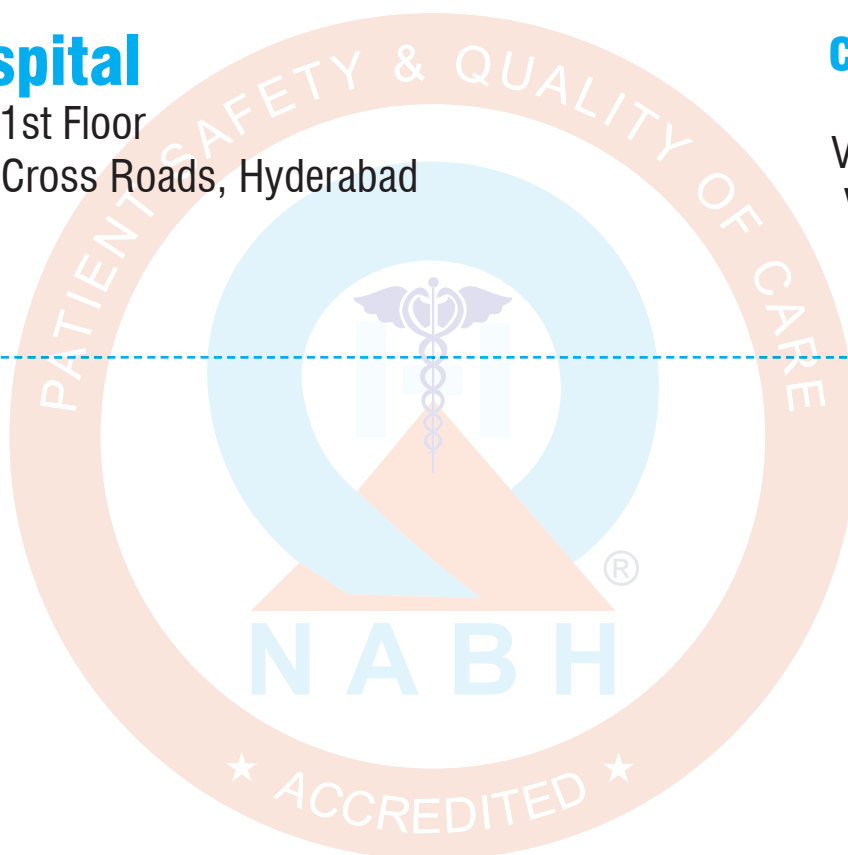 spital
C
1st Floor
Cross Roads, Hyderabad
V
PATIENT SAFETY & QUALITY OF CARE
®
NABH
★ ACCREDITED ★